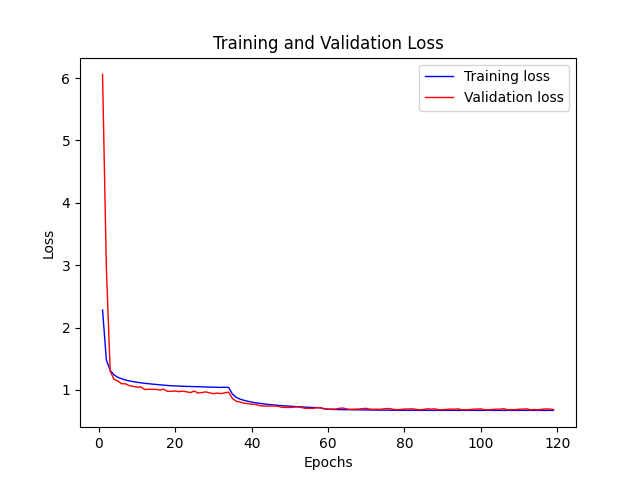 Training and Validation Loss
Training loss
Validation loss
6
5
4
3
2
1
Loss
0 20 40 60 80 100 120
Epochs